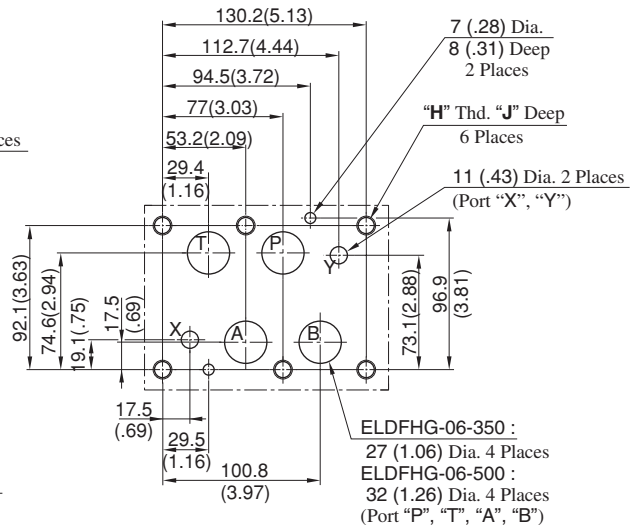 130.2(5.13)
7 (.28) Dia.
8 (.31) Deep
2 Places
112.7(4.44)
94.5(3.72)
77(3.03)
"H" Thd. "J" Deep
6 Places
53.2(2.09)
29.4
(1.16)
11 (.43) Dia. 2 Places
(Port "X", "Y")
T
P
Y
X
A
B
92.1(3.63)
74.6(2.94)
19.1(.75)
17.5
(.69)
73.1(2.88)
96.9
(3.81)
17.5
(.69)
29.5
(1.16)
100.8
(3.97)
ELDFHG-06-350 :
27 (1.06) Dia. 4 Places
ELDFHG-06-500 :
32 (1.26) Dia. 4 Places
(Port "P", "T", "A", "B")